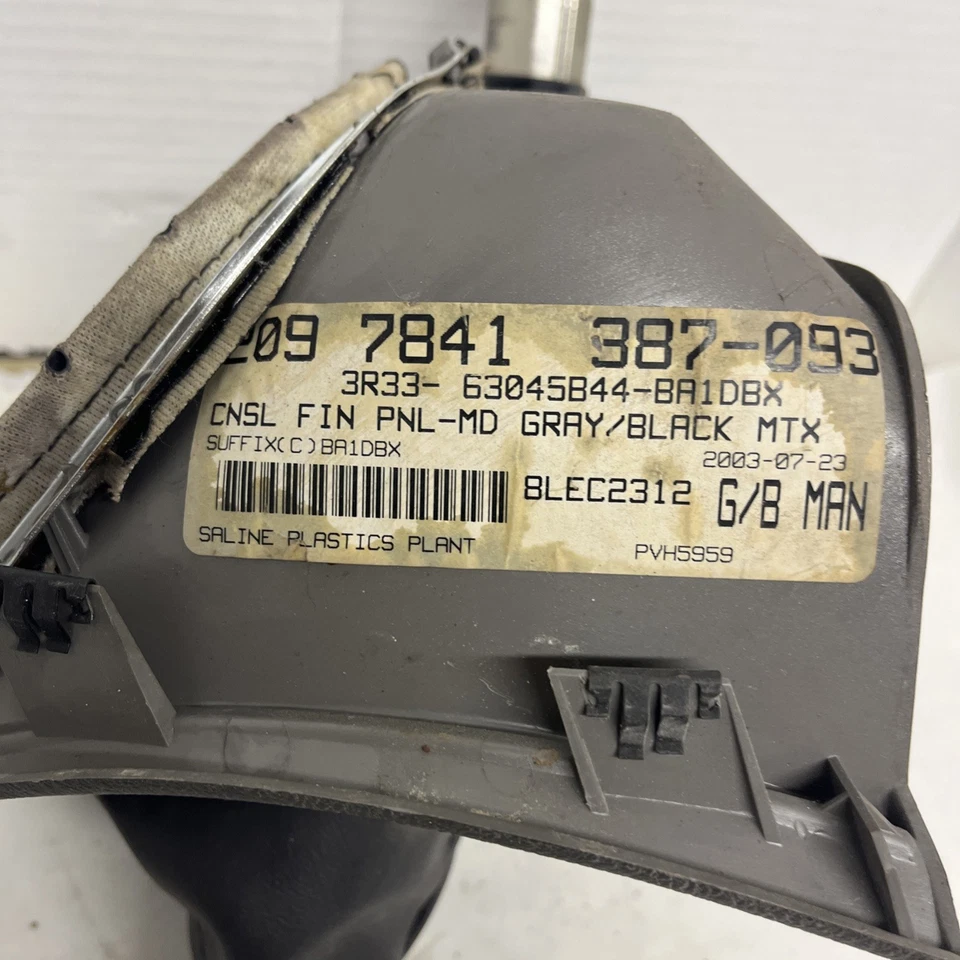 209 7841 387-093
3R33- 63045B44-BA1DBX
CNSL FIN PNL-MD GRAY/BLACK MTX
SUFFIX(C)BA1DBX 2003-07-23
8LEC2312 G/B MAN
SALINE PLASTICS PLANT PVH5959